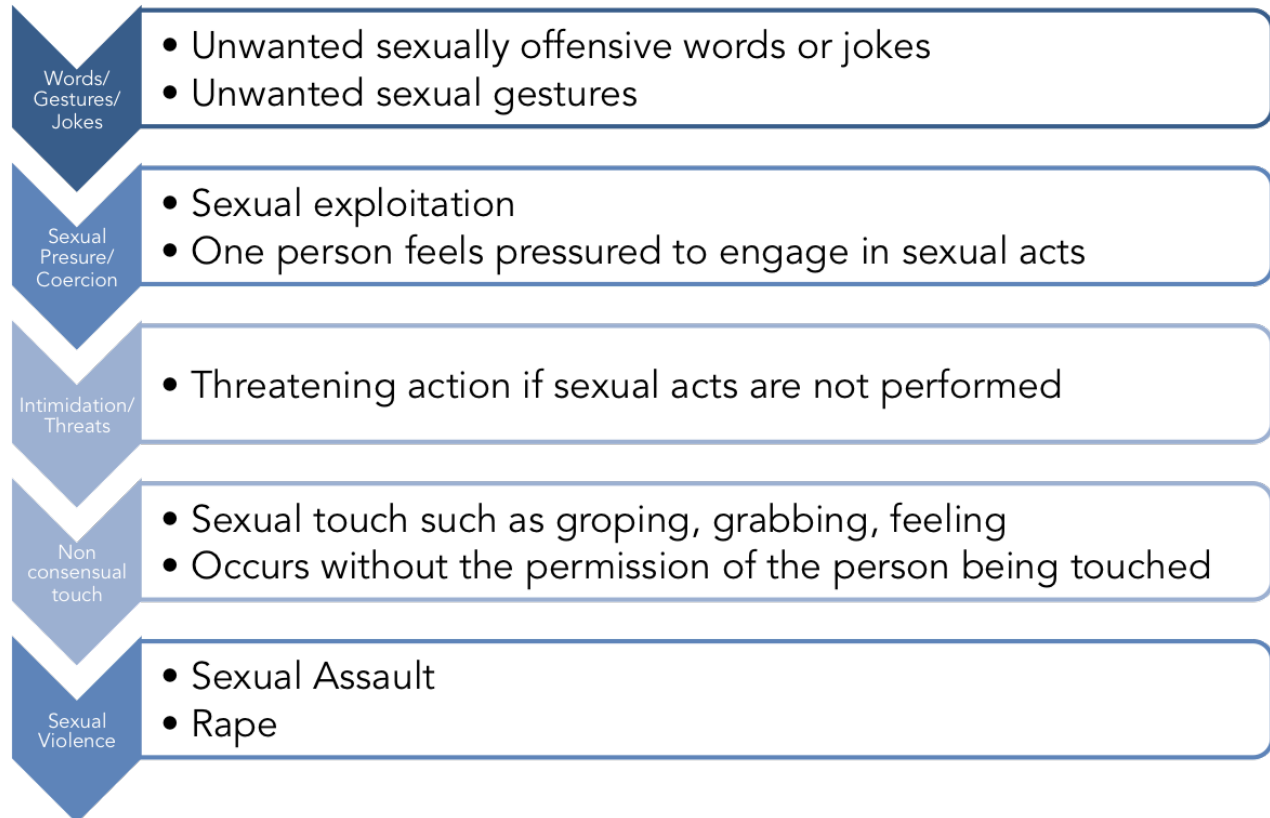 Words/
Gestures/
Jokes
• Unwanted sexually offensive words or jokes
• Unwanted sexual gestures
Sexual
Presure/
Coercion
• Sexual exploitation
• One person feels pressured to engage in sexual acts
Intimidation/
Threats
• Threatening action if sexual acts are not performed
Non
consensual
touch
• Sexual touch such as groping, grabbing, feeling
• Occurs without the permission of the person being touched
Sexual
Violence
• Sexual Assault
• Rape